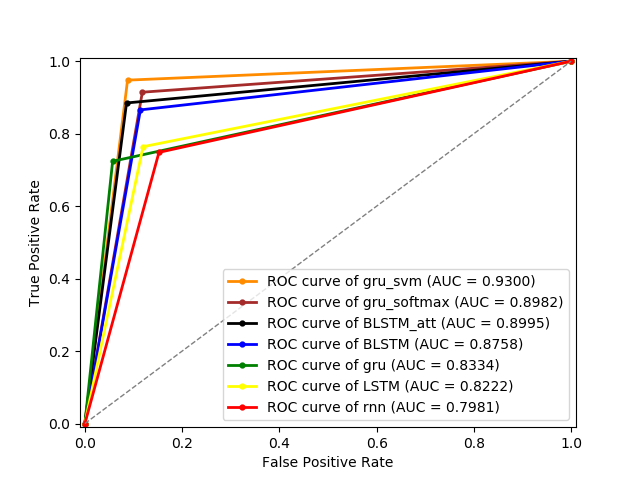 1.0
0.8
0.6
0.4
0.2
0.0
True Positive Rate
ROC curve of gru_svm (AUC = 0.9300)
ROC curve of gru_softmax (AUC = 0.8982)
ROC curve of BLSTM_att (AUC = 0.8995)
ROC curve of BLSTM (AUC = 0.8758)
ROC curve of gru (AUC = 0.8334)
ROC curve of LSTM (AUC = 0.8222)
ROC curve of rnn (AUC = 0.7981)
0.0 0.2 0.4 0.6 0.8 1.0
False Positive Rate